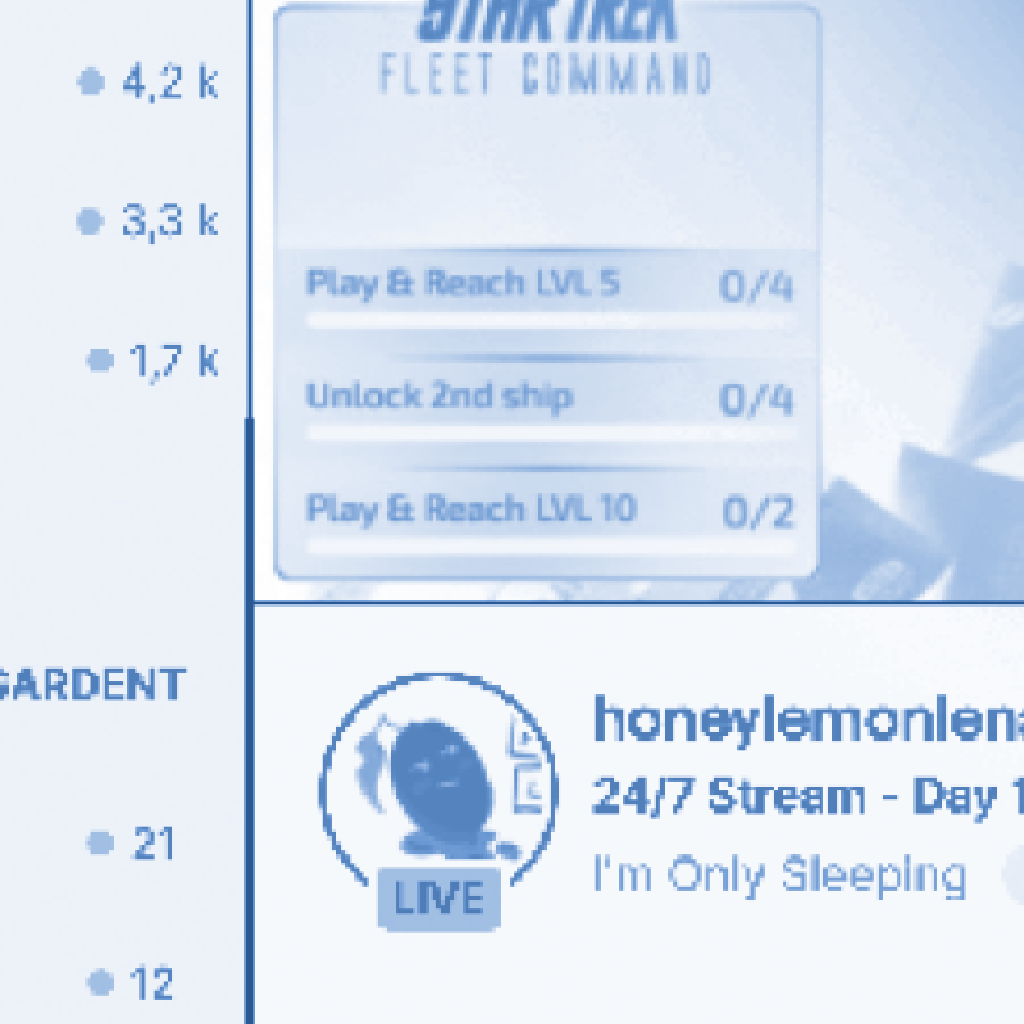 4,2 k
3,3 k
1,7 k
GARDENT
21
12
STAR TREK
FLEET COMMAND
Play & Reach LVL 5 0/4
Unlock 2nd ship 0/4
Play & Reach LVL 10 0/2
honeylemonlen
24/7 Stream - Day 1
I'm Only Sleeping
LIVE